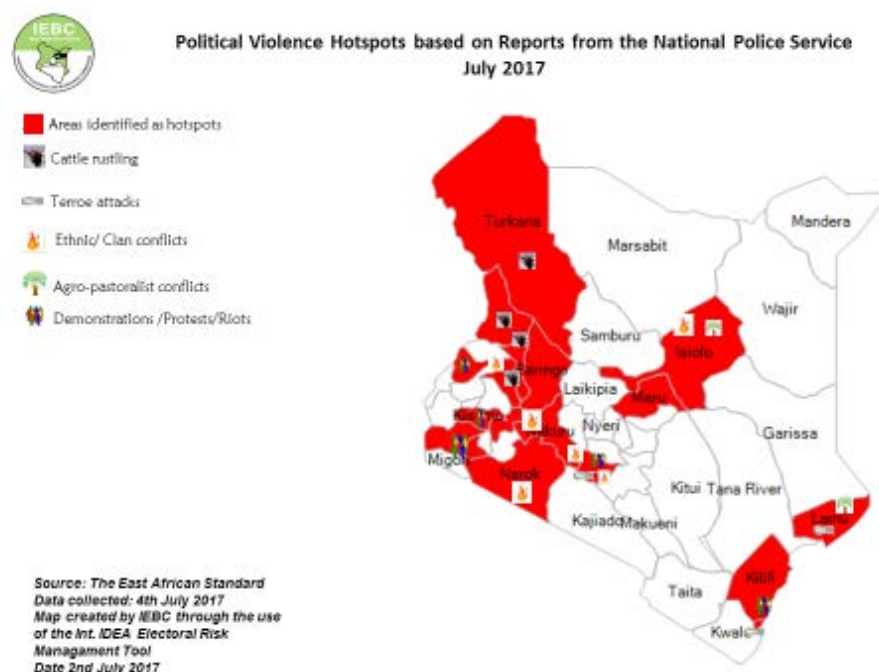 IEBC
Political Violence Hotspots based on Reports from the National Police Service
July 2017
Areas identified as hotspots
Cattle rustling
Terroe attacks
Ethnic/ Clan conflicts
Agro-pastoralist conflicts
Demonstrations /Protests/Riots
Turkana
Mandera
Marsabit
Wajir
Samburu
Isiolo
Baringo
Laikipia
Meru
Nyeri
Nakuru
Garissa
Migori
Narok
Kitui
Tana River
Kajiado
Makueni
Lamu
Kilifi
Taita
Kwale
Source: The East African Standard
Data collected: 4th July 2017
Map created by IEBC through the use
of the Int. IDEA Electoral Risk
Managament Tool
Date 2nd July 2017